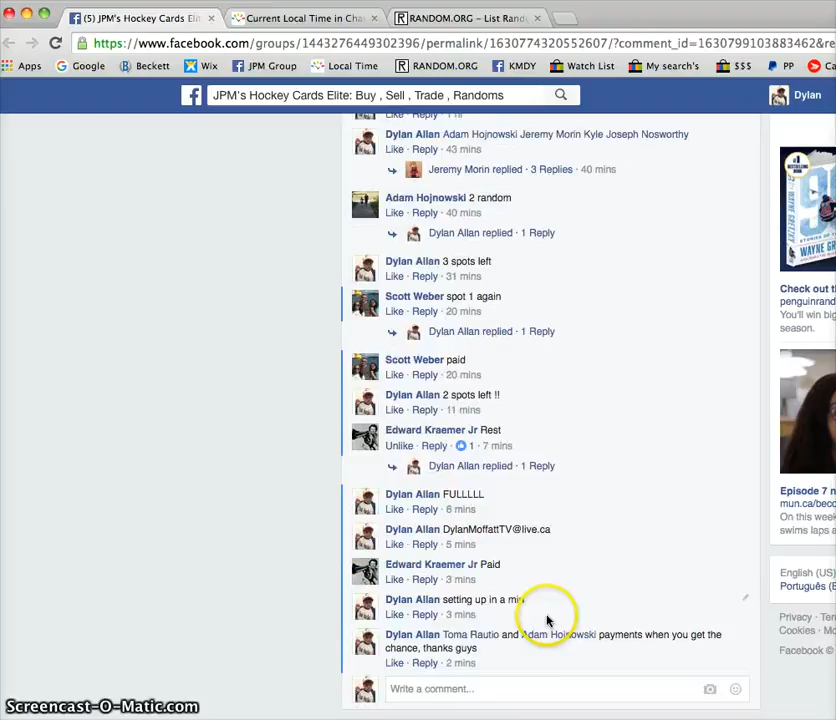 (5) JPM's Hockey Cards Eli
Current Local Time in Cha
RANDOM.ORG - List Rand
Dylan
https://www.facebook.com/groups/1443276449302396/permalink/1630774320552607/?comment_id=1630799103883462&re
Apps Google Beckett Wix JPM Group Local Time RANDOM.ORG KMDY Watch List My search's $$$ PP Ca
JPM's Hockey Cards Elite: Buy , Sell , Trade , Randoms
Dylan
Like · Reply · 1 hr
Dylan Allan Adam Hojnowski Jeremy Morin Kyle Joseph Nosworthy
Like · Reply · 43 mins
Jeremy Morin replied · 3 Replies · 40 mins
Adam Hojnowski 2 random
Like · Reply · 40 mins
Dylan Allan replied · 1 Reply
Dylan Allan 3 spots left
Like · Reply · 31 mins
Scott Weber spot 1 again
Like · Reply · 20 mins
Dylan Allan replied · 1 Reply
Scott Weber paid
Like · Reply · 20 mins
Dylan Allan 2 spots left !!
Like · Reply · 11 mins
Edward Kraemer Jr Rest
Unlike · Reply · 1 · 7 mins
Dylan Allan replied · 1 Reply
Dylan Allan FULLLLL
Like · Reply · 6 mins
Dylan Allan DylanMoffattTV@live.ca
Like · Reply · 5 mins
Edward Kraemer Jr Paid
Like · Reply · 3 mins
Dylan Allan setting up in a min
Like · Reply · 3 mins
Dylan Allan Toma Rautio and Adam Hojnowski payments when you get the
chance, thanks guys
Like · Reply · 2 mins
Write a comment...
99
WAYNE GRE
Check out th
penguinrand
You'll win big
season.
Episode 7 n
mun.ca/beco
On this week
swims laps a
English (US)
Português (B
Privacy · Ter
Cookies · Mo
Facebook ©
Screencast-O-Matic.com